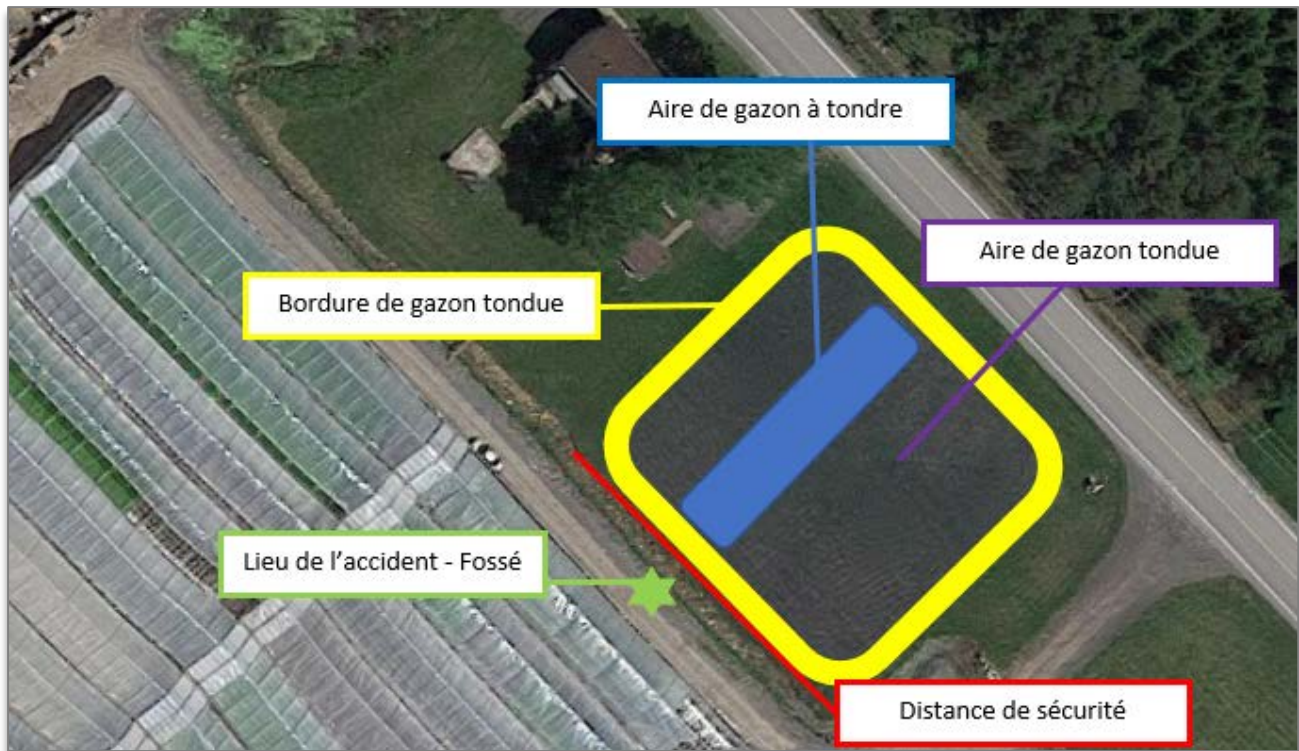 Aire de gazon à tondre
Aire de gazon tondue
Bordure de gazon tondue
Lieu de l'accident - Fossé
Distance de sécurité